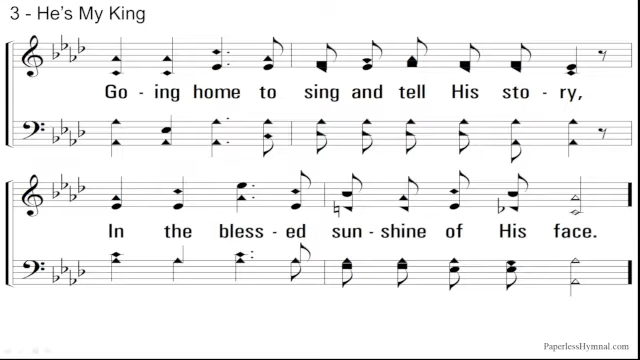 3 - He's My King
Go - ing home to sing and tell His sto - ry,
In the bless - ed sun - shine of His face.
PaperlessHymnal.com